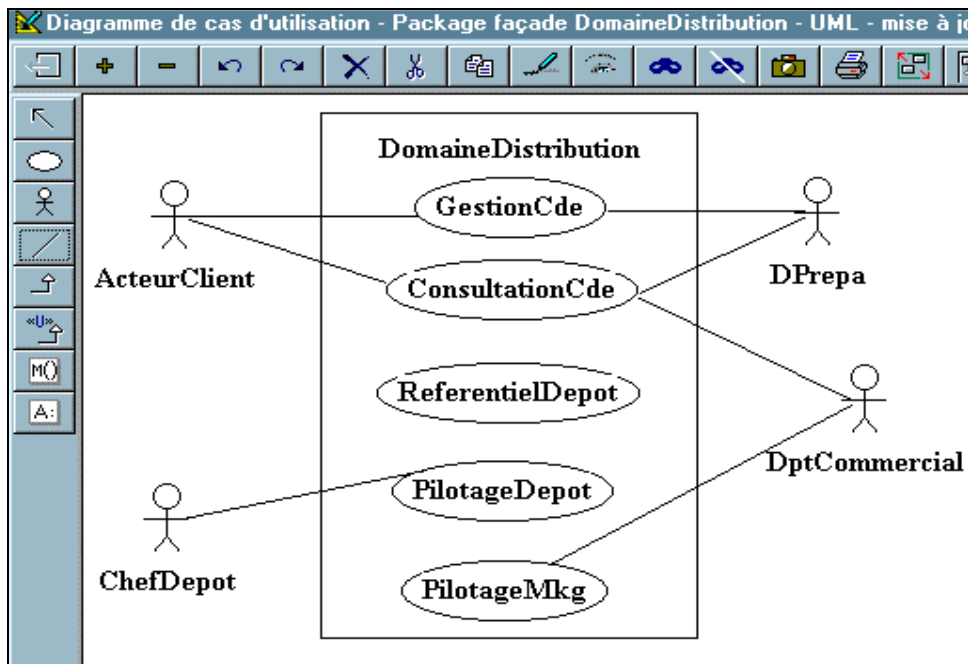 Diagramme de cas d'utilisation - Package façade DomaineDistribution - UML - mise à jo
«U»
M()
A:
DomaineDistribution
GestionCde
ActeurClient
DPrepa
ConsultationCde
ReferentielDepot
DptCommercial
PilotageDepot
ChefDepot
PilotageMkg